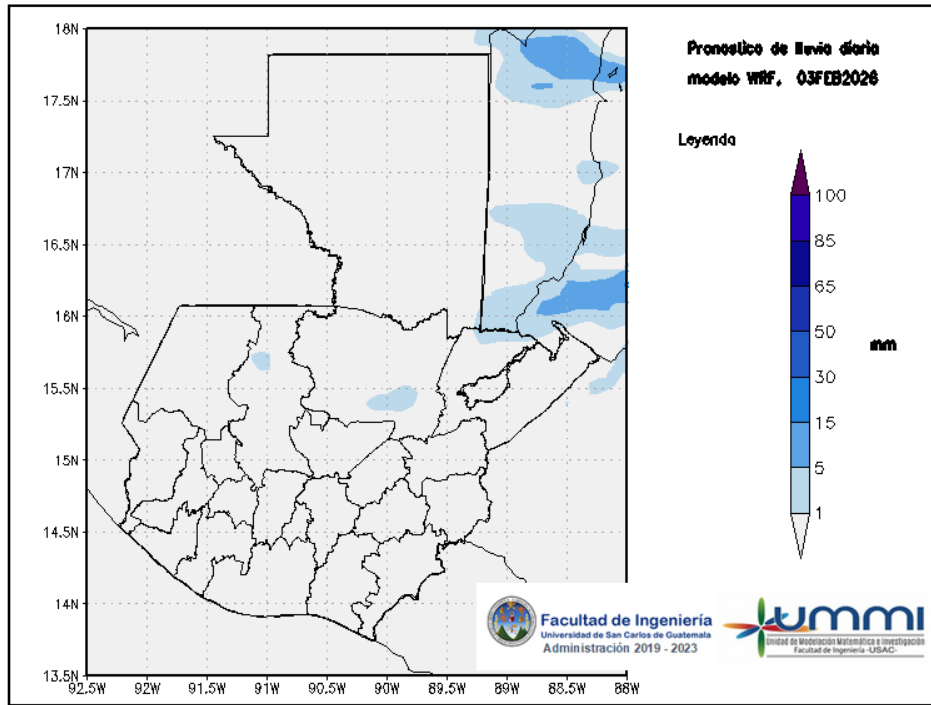 Pronostico de lluvia diaria
modelo WRF, 03FEB2026
Leyenda
100
85
65
50
30
15
5
1
mm
18N
17.5N
17N
16.5N
16N
15.5N
15N
14.5N
14N
13.5N
92.5W
92W
91.5W
91W
90.5W
90W
89.5W
89W
88.5W
88W
Facultad de Ingeniería
Universidad de San Carlos de Guatemala
Administración 2019 - 2023
UMMI
Unidad de Modelación Matemática e Investigación
Facultad de Ingeniería -USAC-